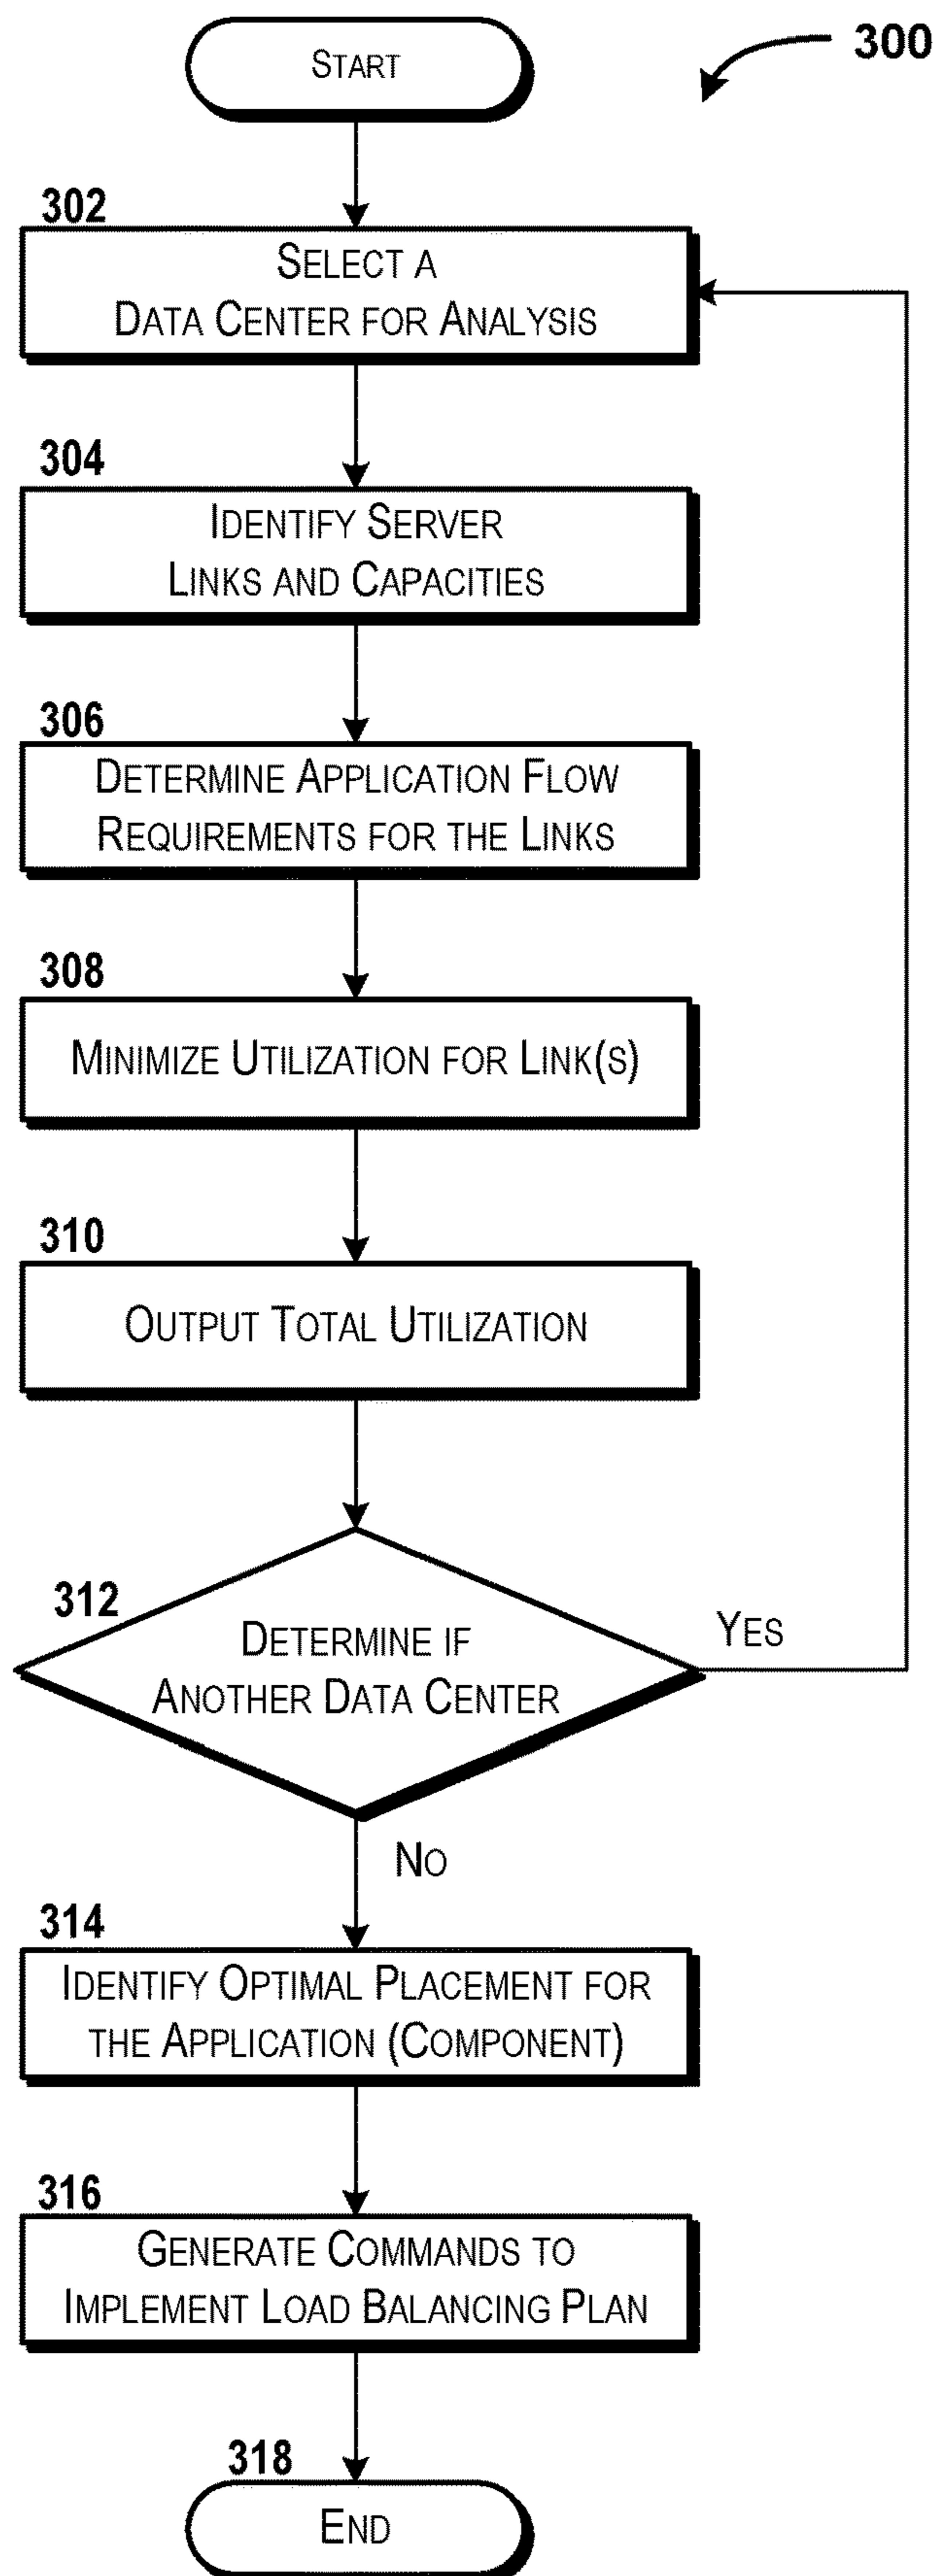 START
300
302
SELECT A
DATA CENTER FOR ANALYSIS
304
IDENTIFY SERVER
LINKS AND CAPACITIES
306
DETERMINE APPLICATION FLOW
REQUIREMENTS FOR THE LINKS
308
MINIMIZE UTILIZATION FOR LINK(S)
310
OUTPUT TOTAL UTILIZATION
312
DETERMINE IF
ANOTHER DATA CENTER
YES
NO
314
IDENTIFY OPTIMAL PLACEMENT FOR
THE APPLICATION (COMPONENT)
316
GENERATE COMMANDS TO
IMPLEMENT LOAD BALANCING PLAN
318
END